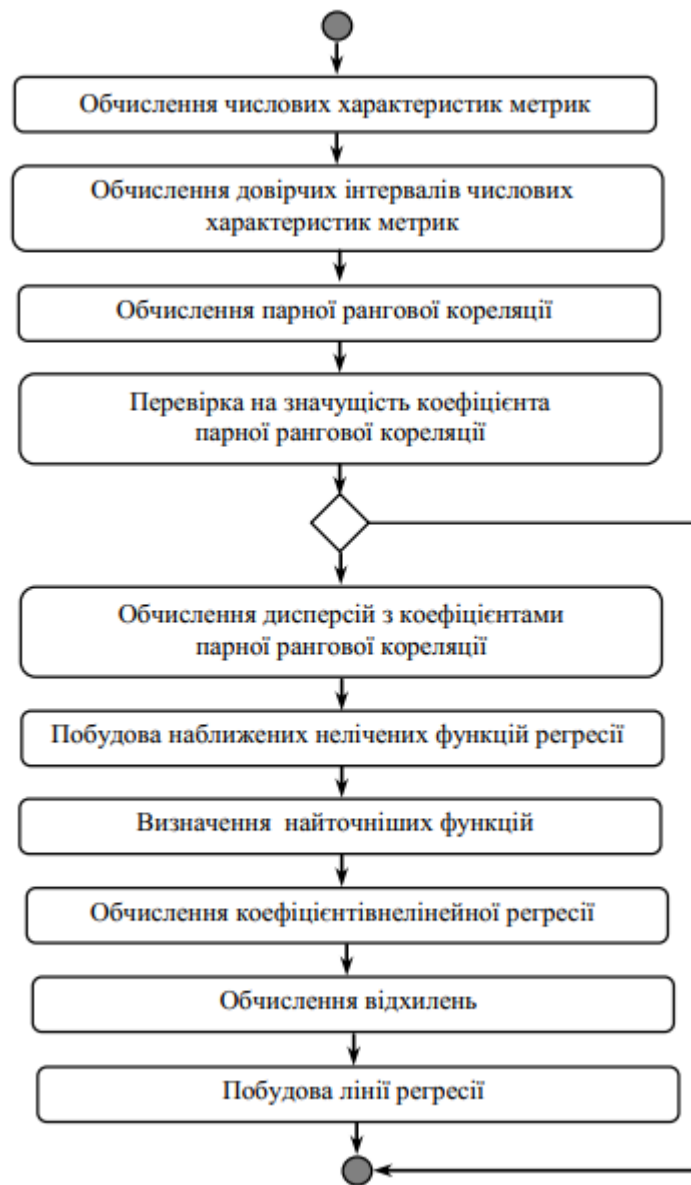 Обчислення числових характеристик метрик
Обчислення довірчих інтервалів числових
характеристик метрик
Обчислення парної рангової кореляції
Перевірка на значущість коефіцієнта
парної рангової кореляції
Обчислення дисперсій з коефіцієнтами
парної рангової кореляції
Побудова наближених нелічених функцій регресії
Визначення найточніших функцій
Обчислення коефіцієнтівнелінейної регресії
Обчислення відхилень
Побудова лінії регресії